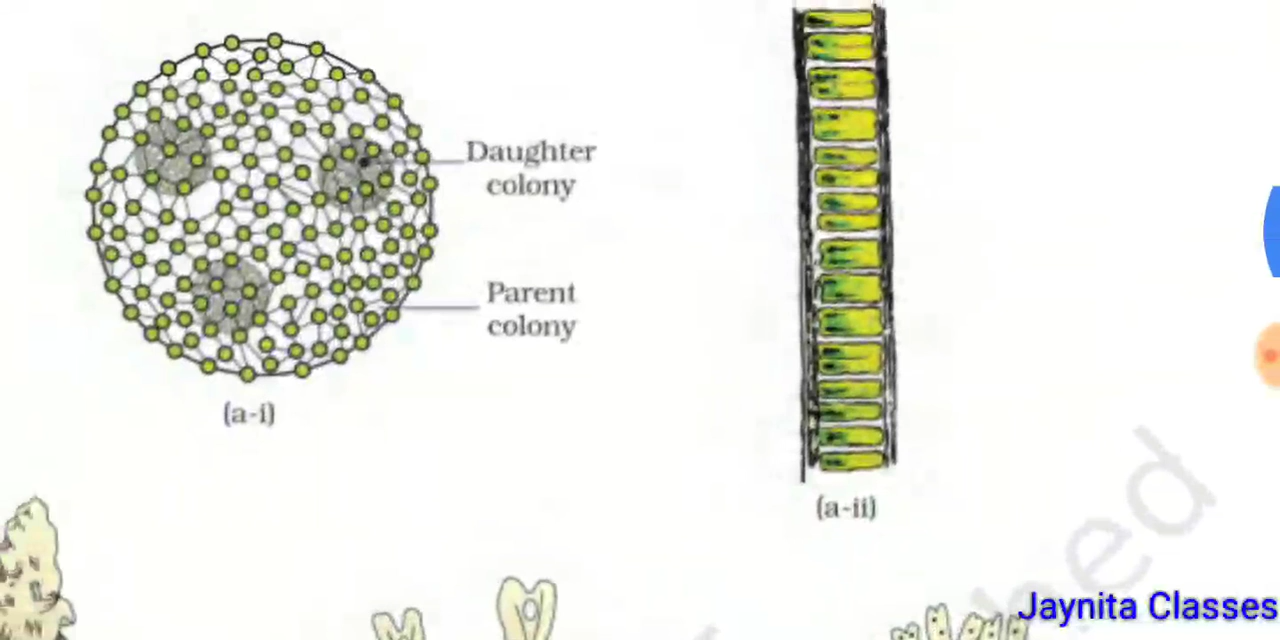 Daughter
colony
Parent
colony
(a-i)
(a-ii)
Jaynita Classes